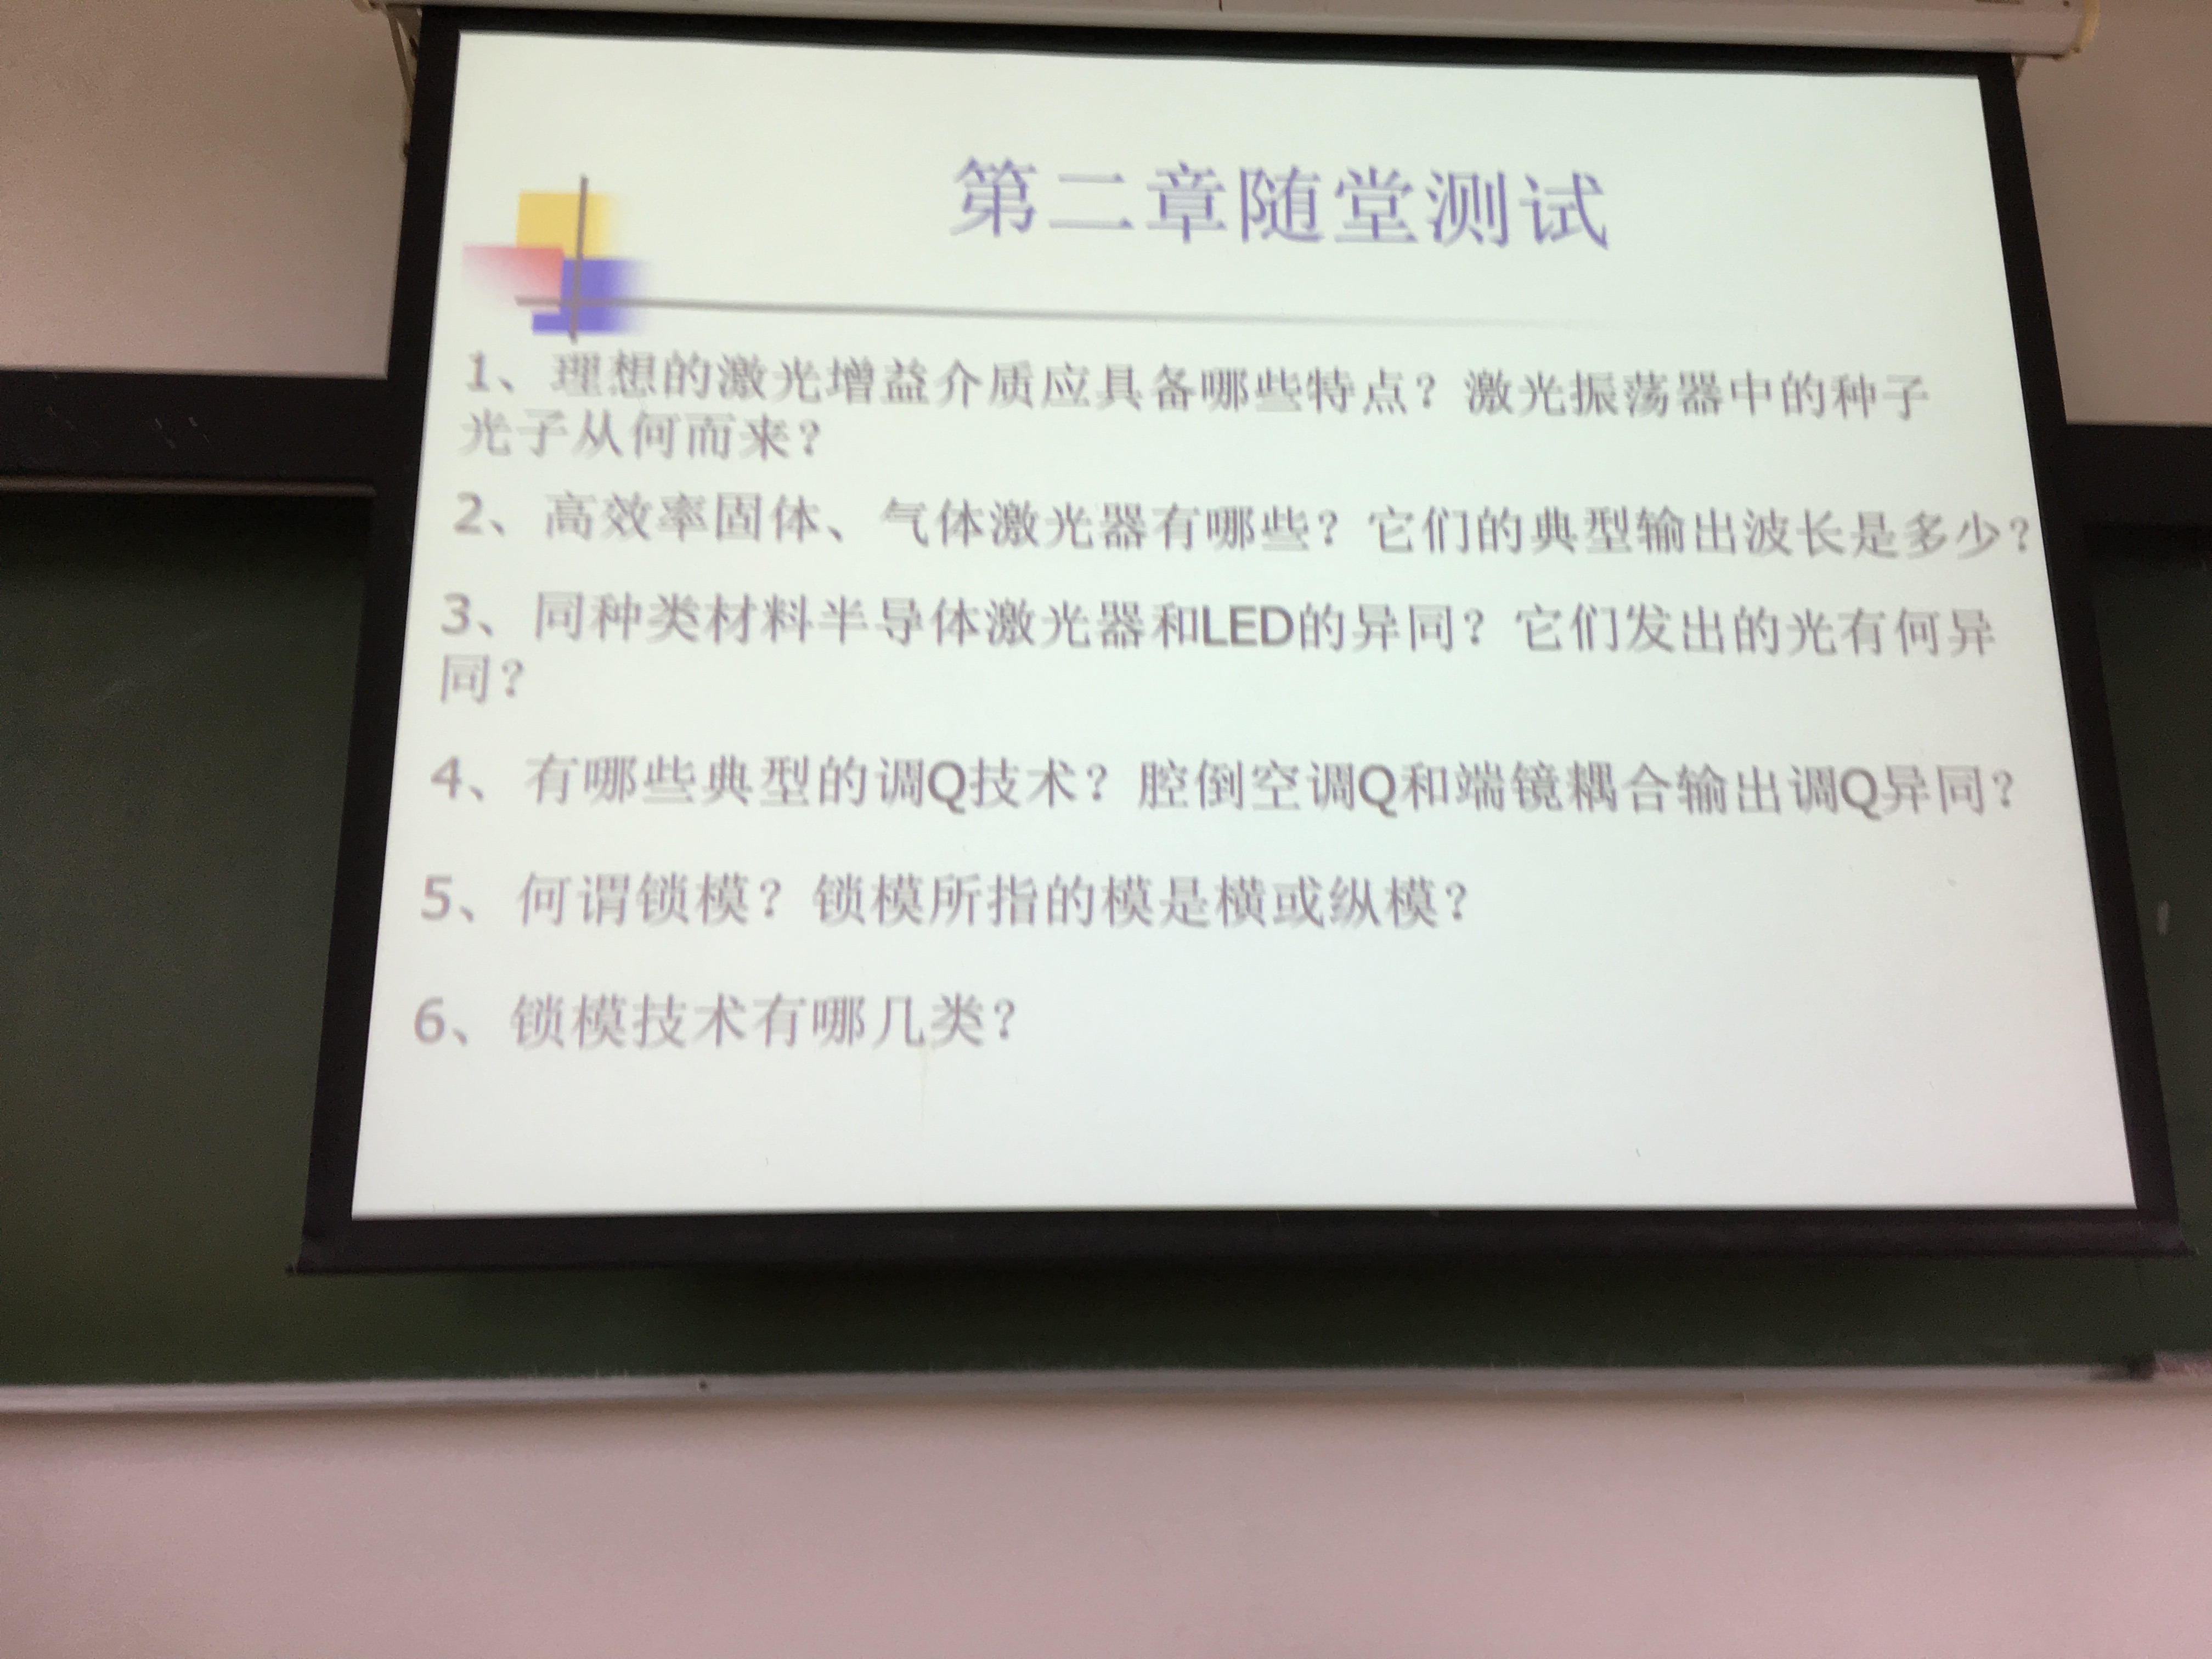 第二章随堂测试
1、理想的激光增益介质应具备哪些特点？激光振荡器中的种子
光子从何而来？
2、高效率固体、气体激光器有哪些？它们的典型输出波长是多少？
3、同种类材料半导体激光器和LED的异同？它们发出的光有何异
同？
4、有哪些典型的调Q技术？腔倒空调Q和端镜耦合输出调Q异同？
5、何谓锁模？锁模所指的模是横或纵模？
6、锁模技术有哪几类？